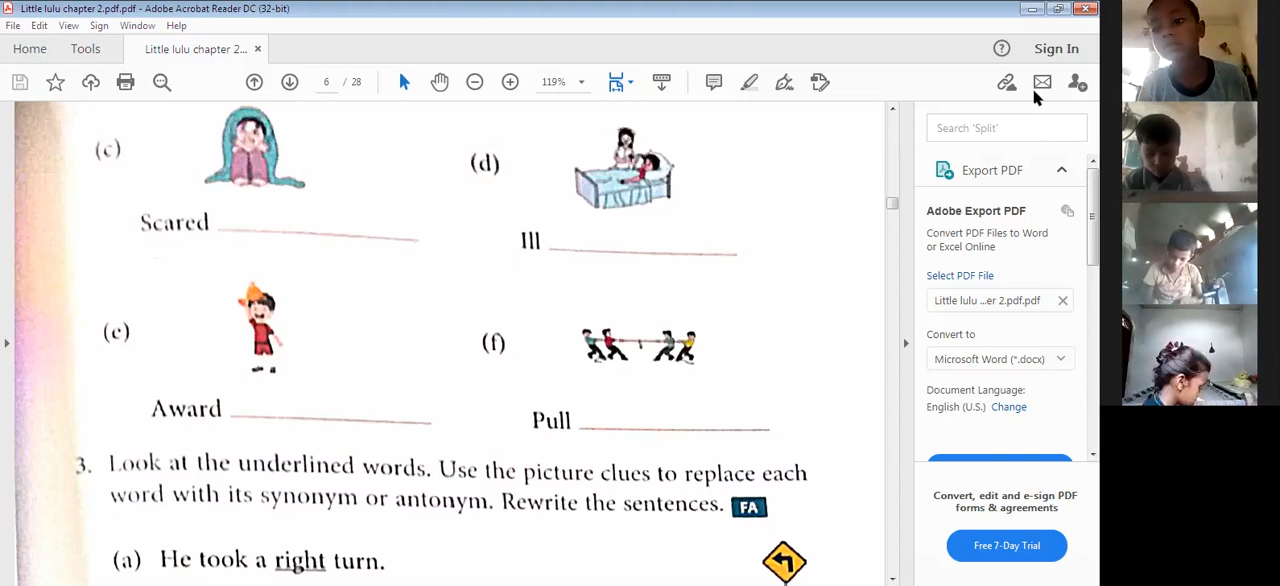 Little lulu chapter 2.pdf.pdf - Adobe Acrobat Reader DC (32-bit)
File Edit View Sign Window Help
Home Tools Little lulu chapter 2... × Sign In
6 / 28 119%
(c)
(d)
Scared
Ill
(e)
(f)
Award
Pull
3. Look at the underlined words. Use the picture clues to replace each
word with its synonym or antonym. Rewrite the sentences. FA
(a) He took a right turn.
Search 'Split'
Export PDF
Adobe Export PDF
Convert PDF Files to Word
or Excel Online
Select PDF File
Little lulu ...er 2.pdf.pdf
Convert to
Microsoft Word (*.docx)
Document Language:
English (U.S.) Change
Convert, edit and e-sign PDF
forms & agreements
Free 7-Day Trial